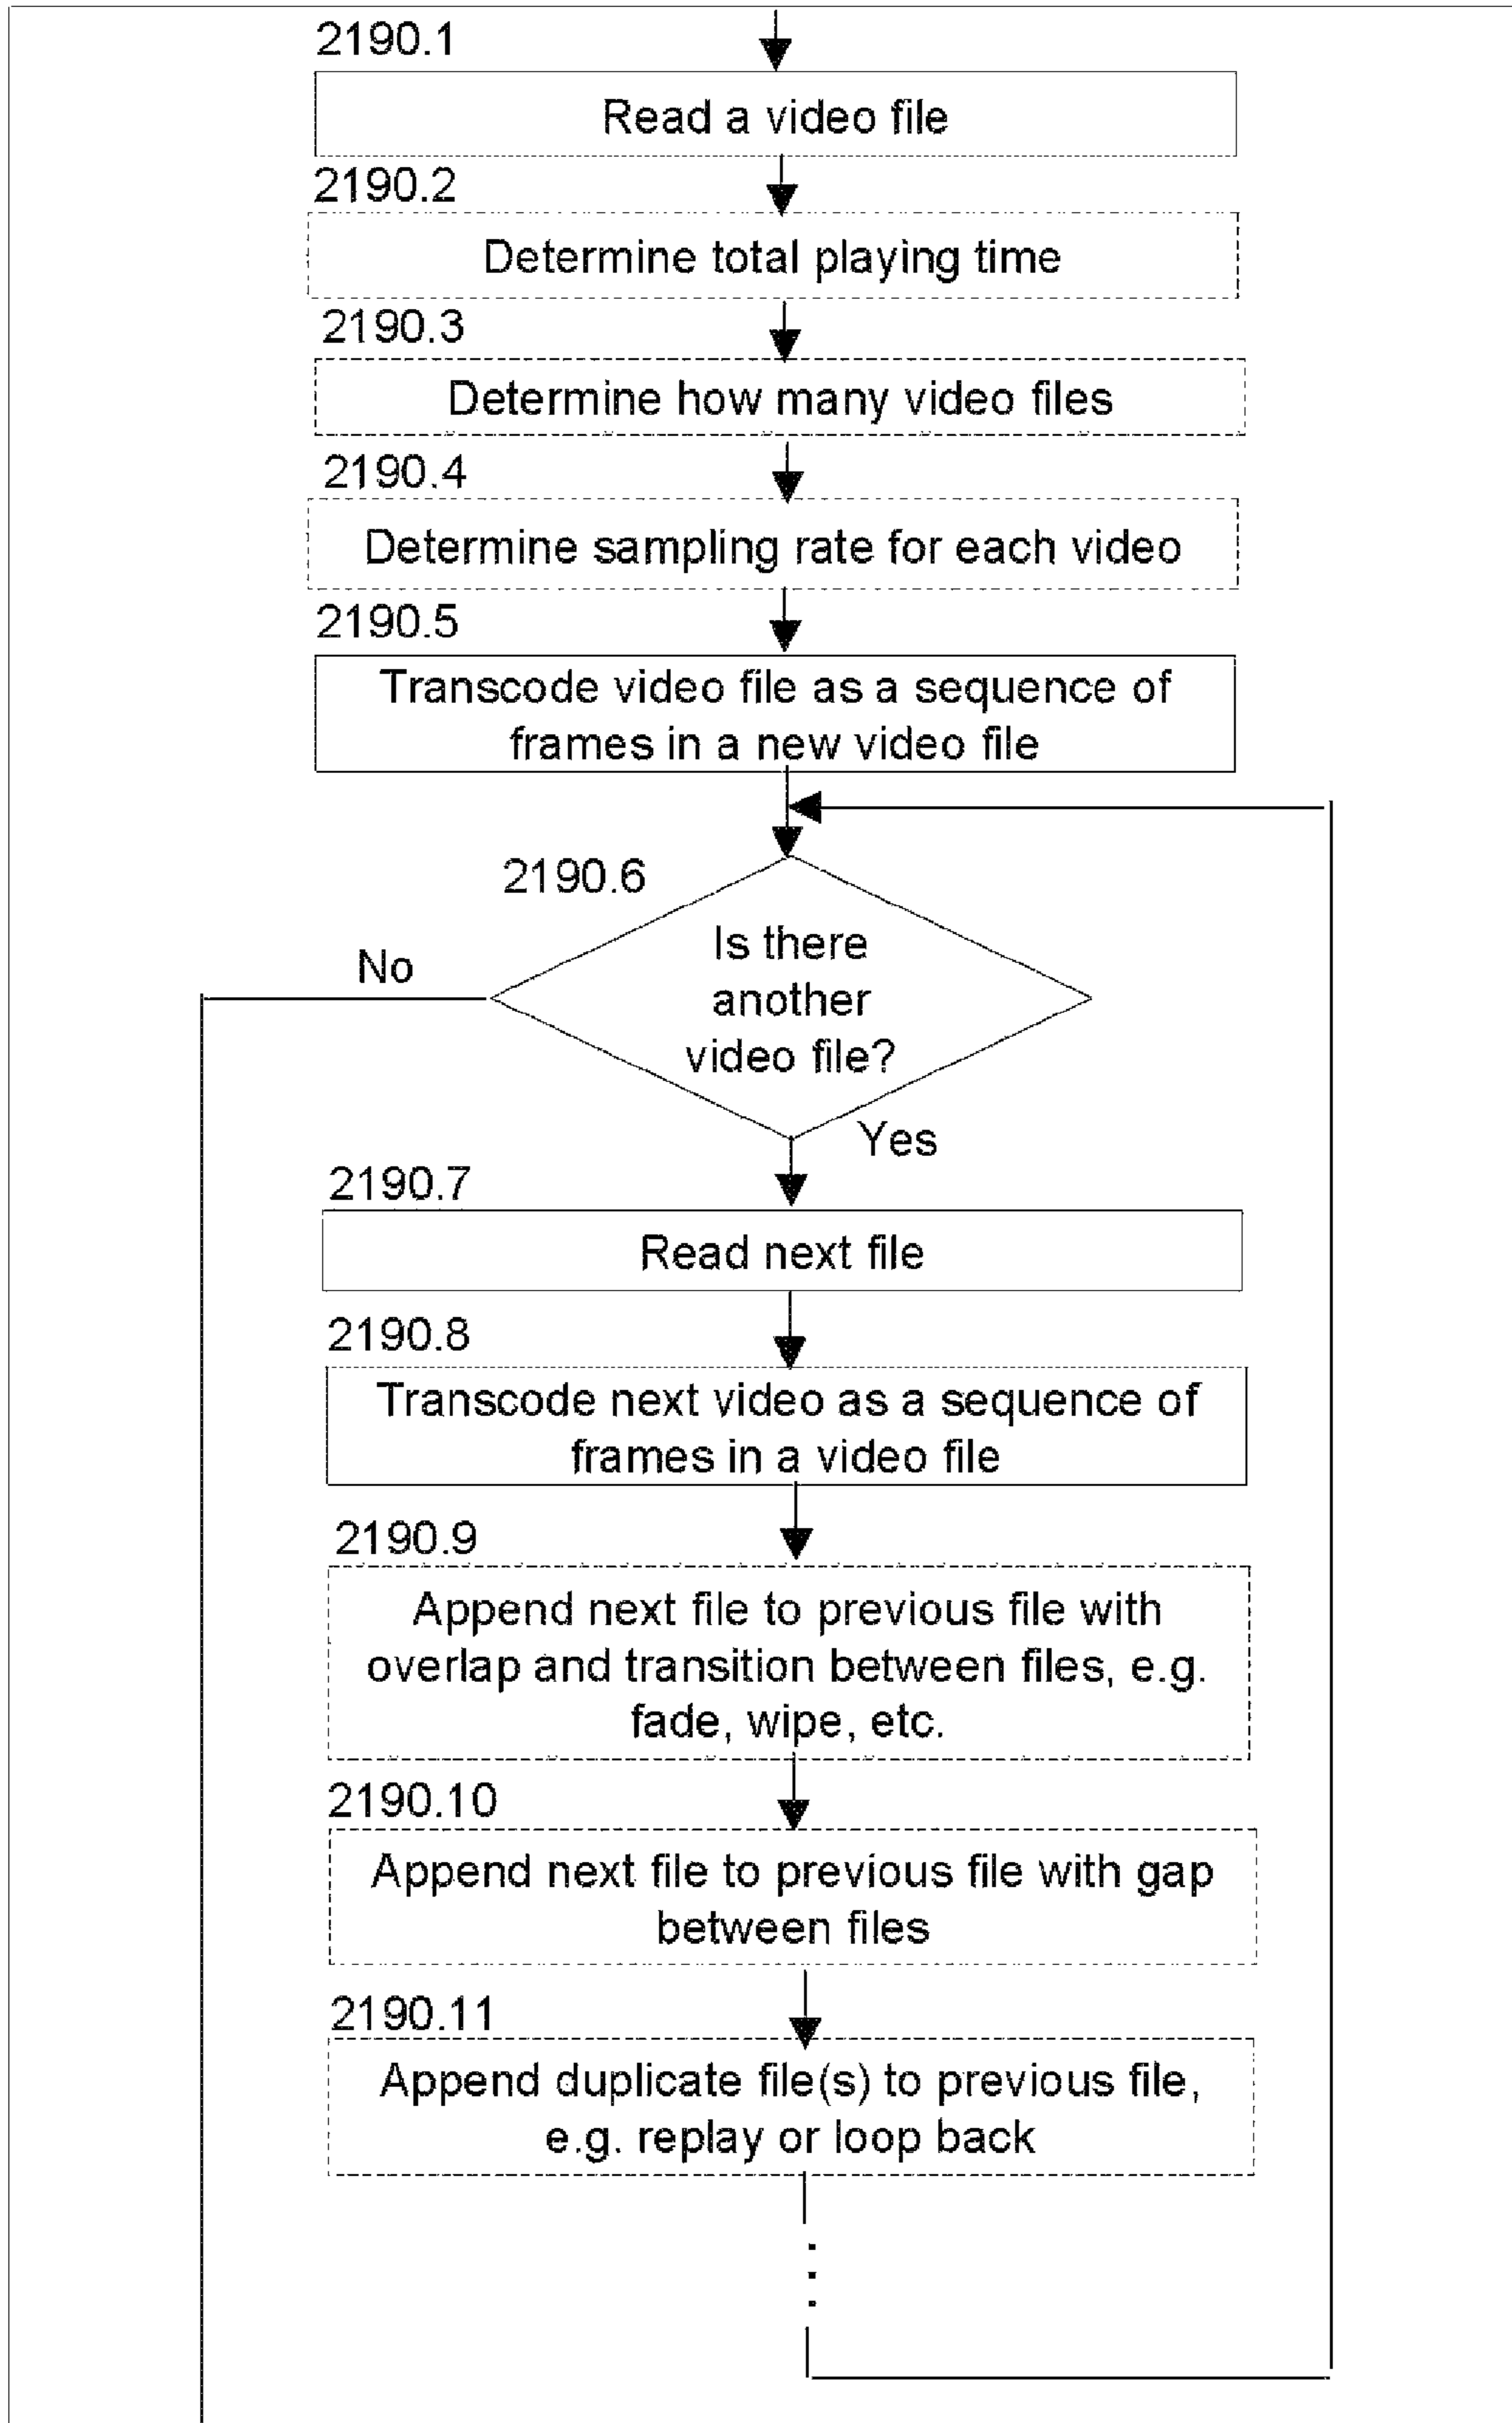 2190.1
Read a video file
2190.2
Determine total playing time
2190.3
Determine how many video files
2190.4
Determine sampling rate for each video
2190.5
Transcode video file as a sequence of
frames in a new video file
2190.6
Is there
another
video file?
No
Yes
2190.7
Read next file
2190.8
Transcode next video as a sequence of
frames in a video file
2190.9
Append next file to previous file with
overlap and transition between files, e.g.
fade, wipe, etc.
2190.10
Append next file to previous file with gap
between files
2190.11
Append duplicate file(s) to previous file,
e.g. replay or loop back